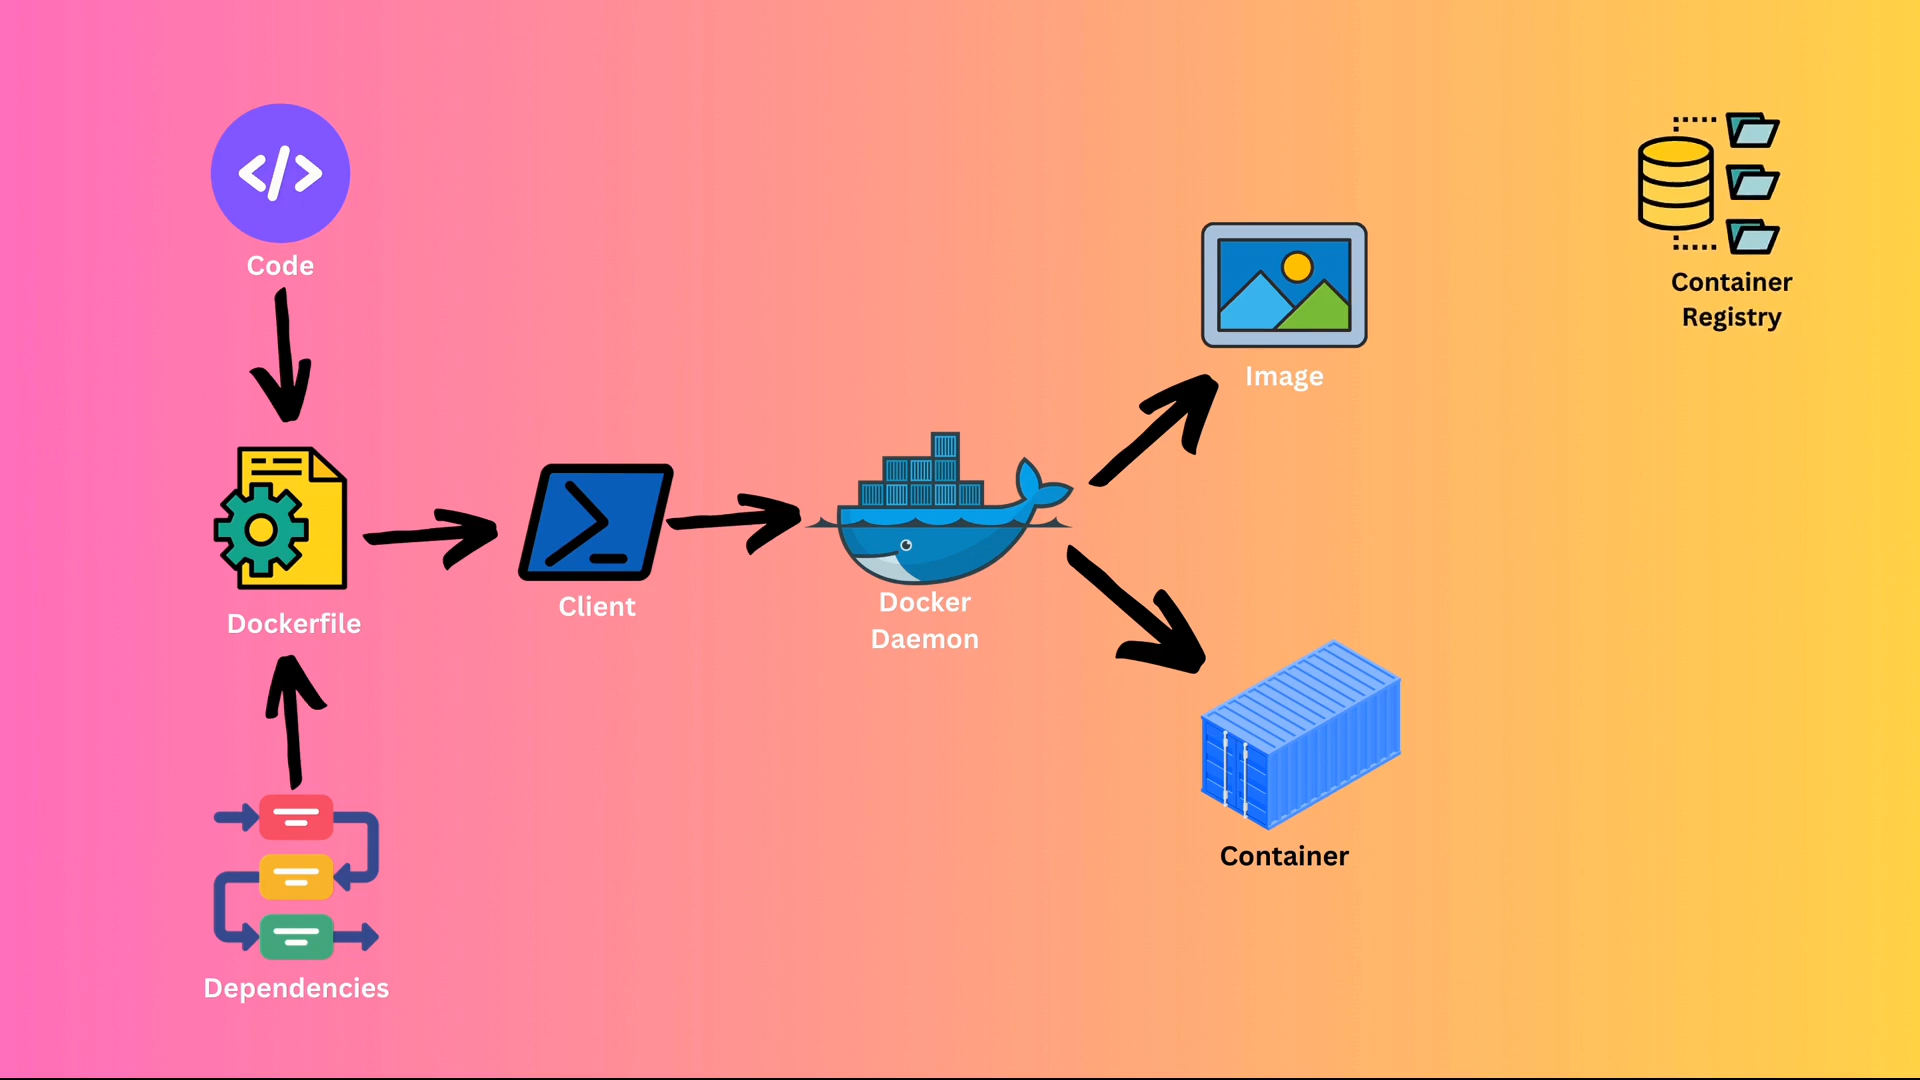 Code
Dockerfile
Dependencies
Client
Docker
Daemon
Image
Container
Container
Registry